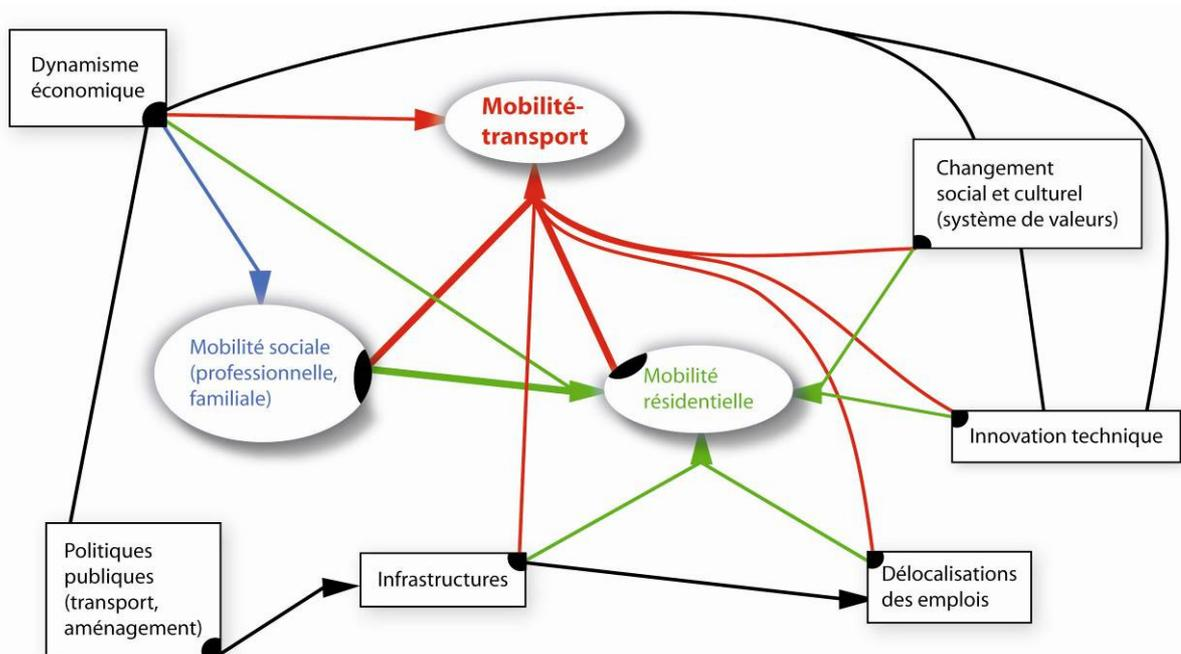 Dynamisme
économique
Mobilité-
transport
Changement
social et culturel
(système de valeurs)
Mobilité sociale
(professionnelle,
familiale)
Mobilité
résidentielle
Innovation technique
Politiques
publiques
(transport,
aménagement)
Infrastructures
Délocalisations
des emplois